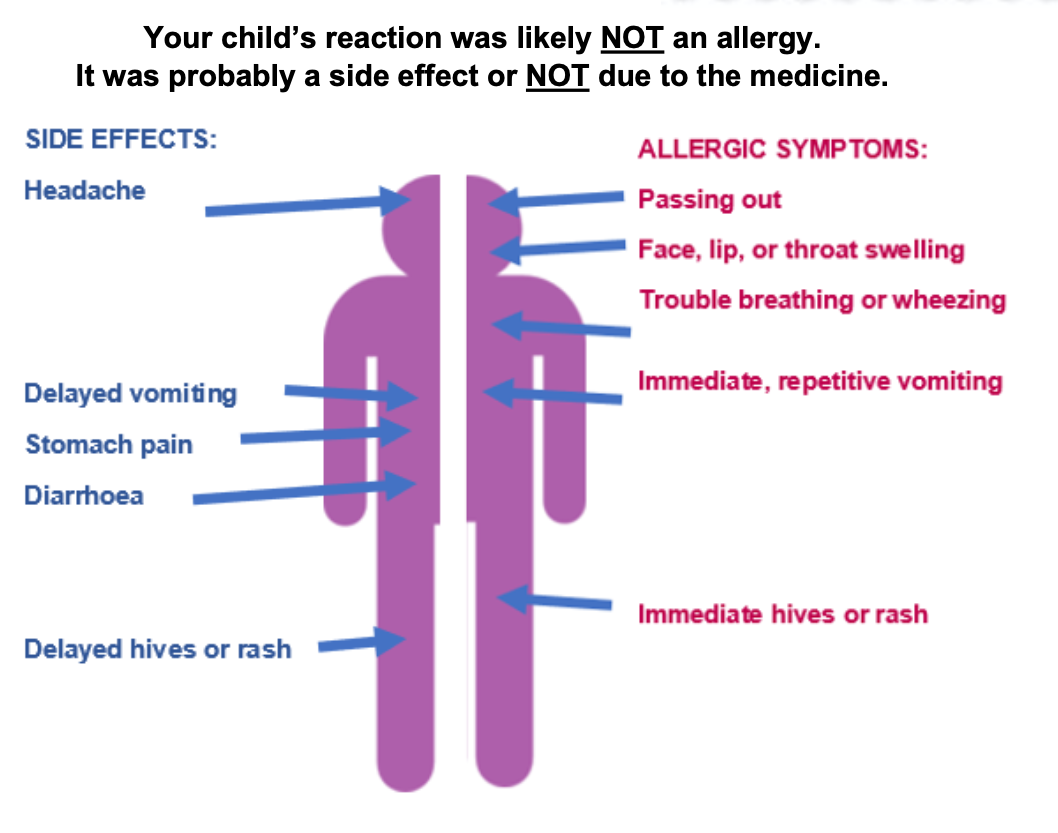 Your child’s reaction was likely NOT an allergy.
It was probably a side effect or NOT due to the medicine.
SIDE EFFECTS:
Headache
Delayed vomiting
Stomach pain
Diarrhoea
Delayed hives or rash
ALLERGIC SYMPTOMS:
Passing out
Face, lip, or throat swelling
Trouble breathing or wheezing
Immediate, repetitive vomiting
Immediate hives or rash